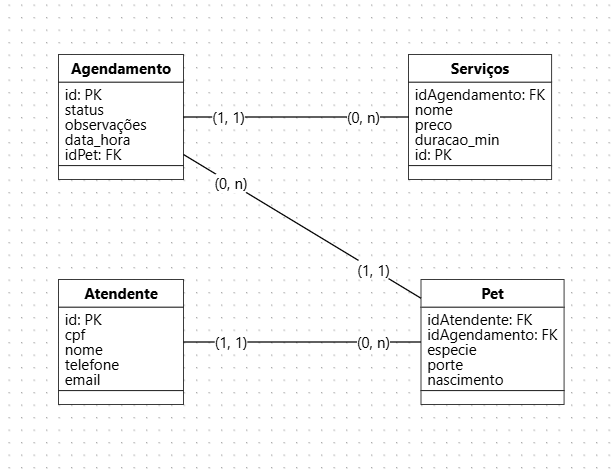 Agendamento
id: PK
status
observações
data_hora
idPet: FK
(1, 1)
(0, n)
Serviços
idAgendamento: FK
nome
preco
duracao_min
id: PK
(0, n)
(1, 1)
Atendente
id: PK
cpf
nome
telefone
email
(1, 1)
(0, n)
Pet
idAtendente: FK
idAgendamento: FK
especie
porte
nascimento